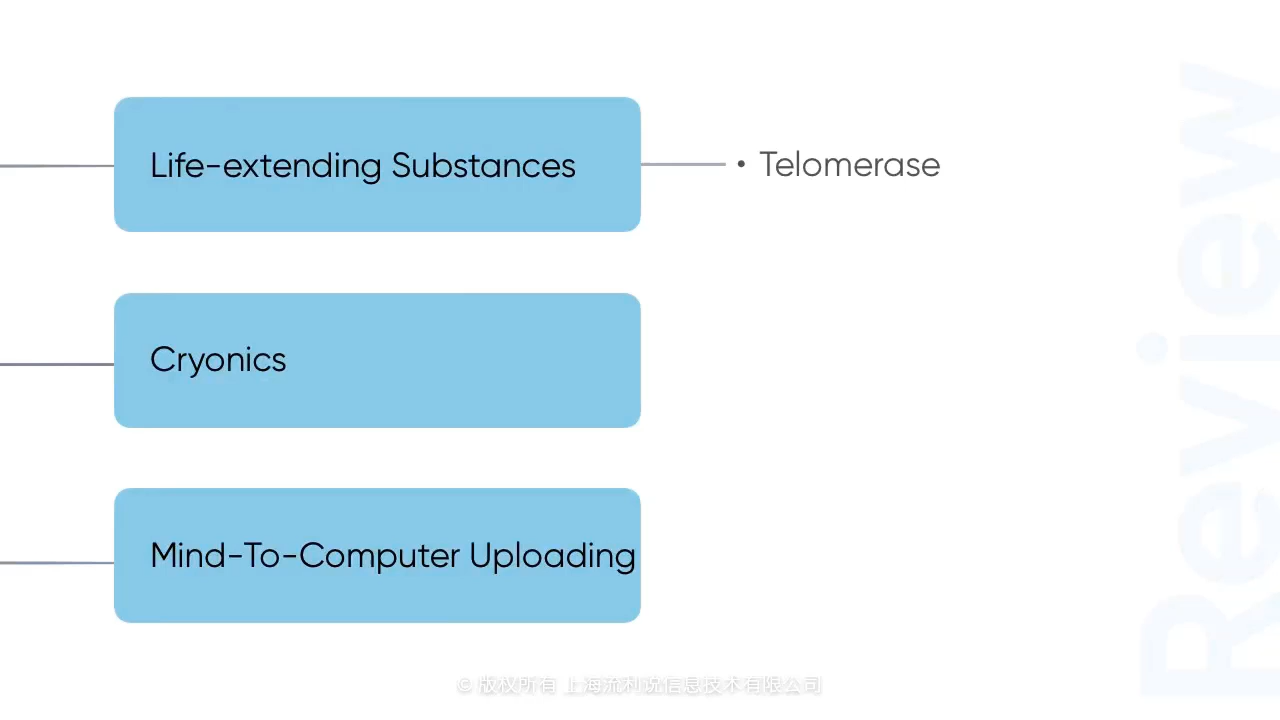 Life-extending Substances
• Telomerase
Cryonics
Mind-To-Computer Uploading
Review
© 版权所有 上海流利说信息技术有限公司